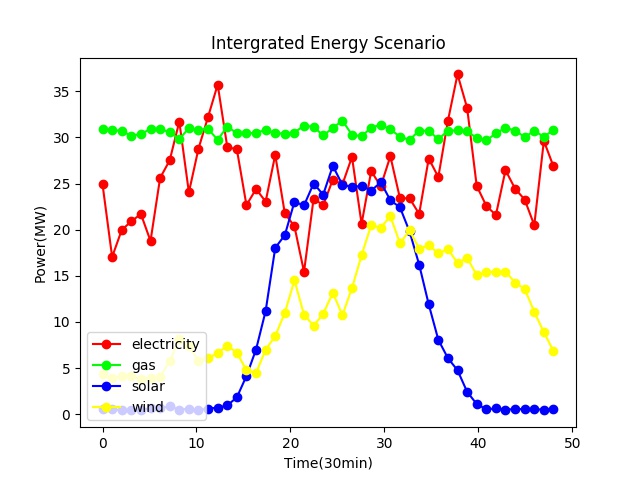 Intergrated Energy Scenario
Power(MW)
35
30
25
20
15
10
5
0
electricity
gas
solar
wind
0 10 20 30 40 50
Time(30min)